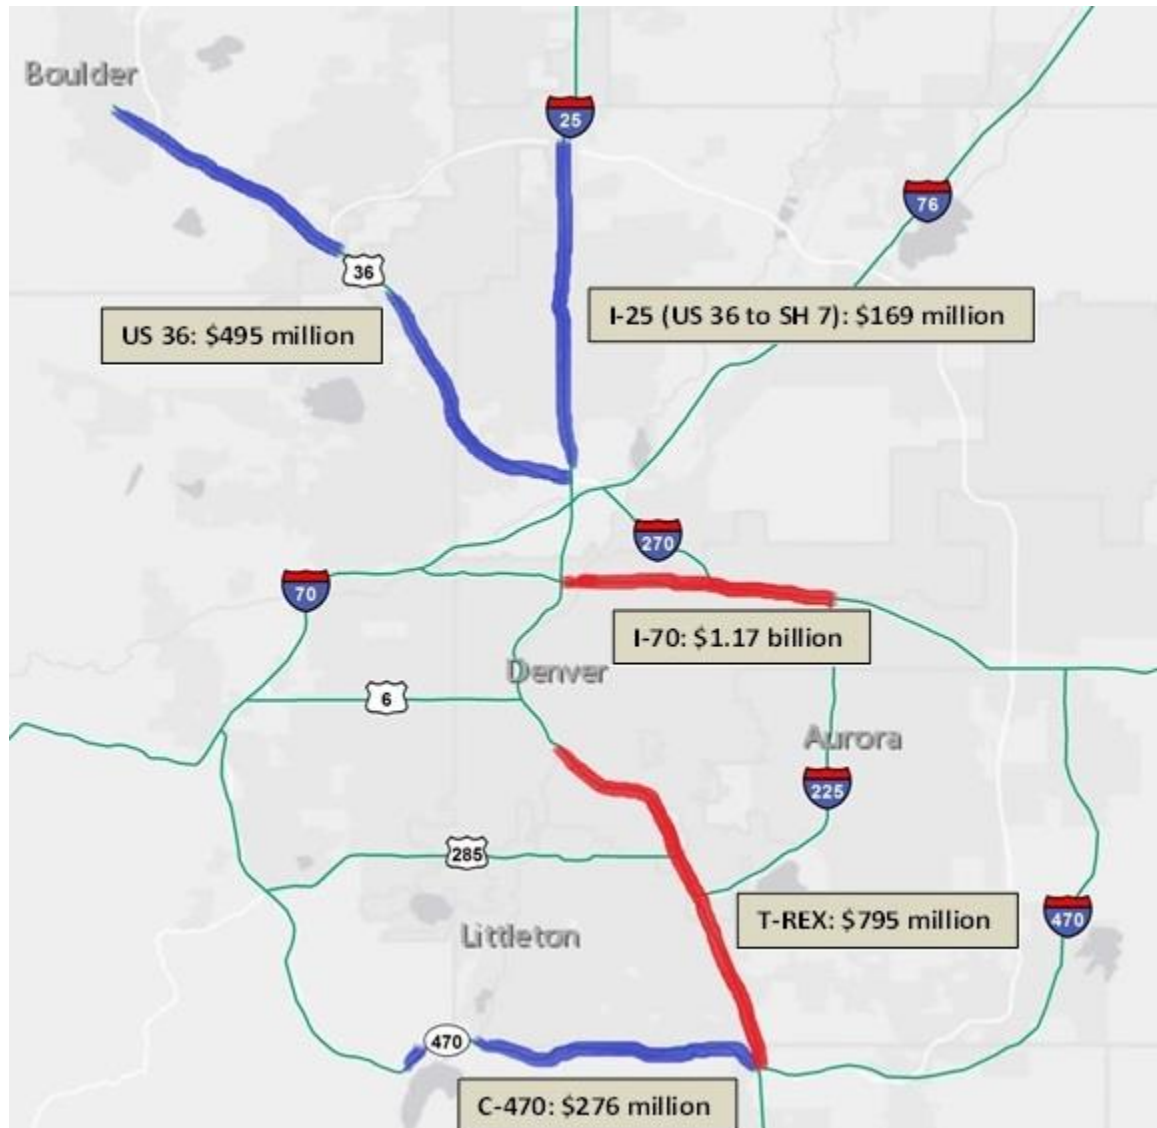 Boulder
25
76
36
I-25 (US 36 to SH 7): $169 million
US 36: $495 million
270
70
I-70: $1.17 billion
Denver
6
Aurora
225
285
470
T-REX: $795 million
Littleton
470
C-470: $276 million